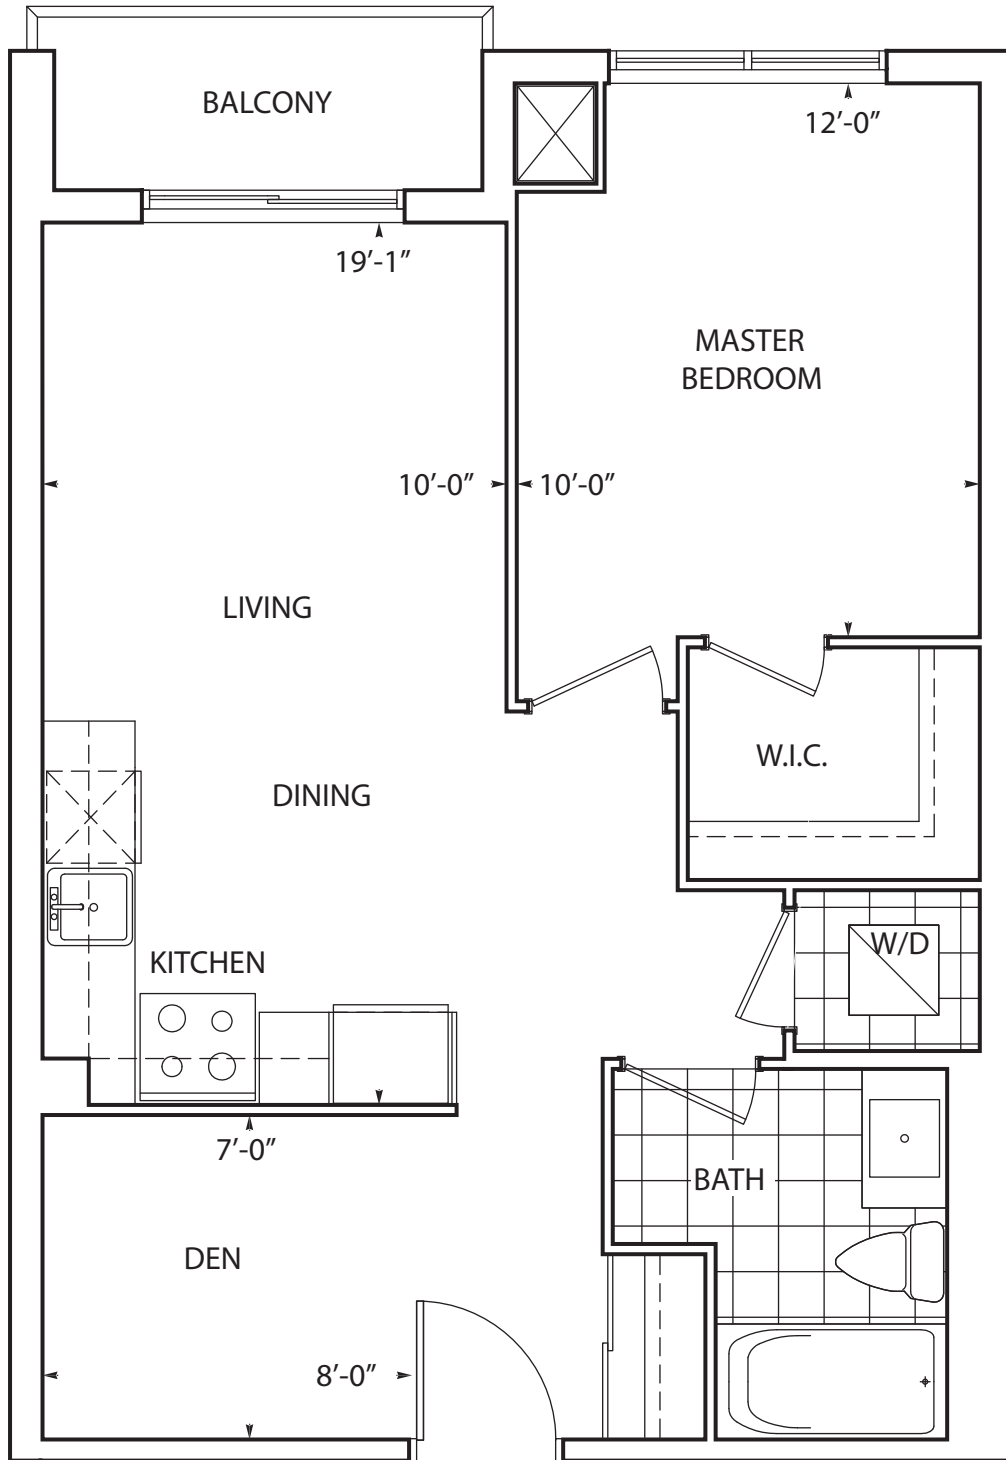 BALCONY
12’-0”
19’-1”
MASTER
BEDROOM
10’-0”
10’-0”
LIVING
W.I.C.
DINING
W/D
KITCHEN
7’-0”
BATH
DEN
8’-0”